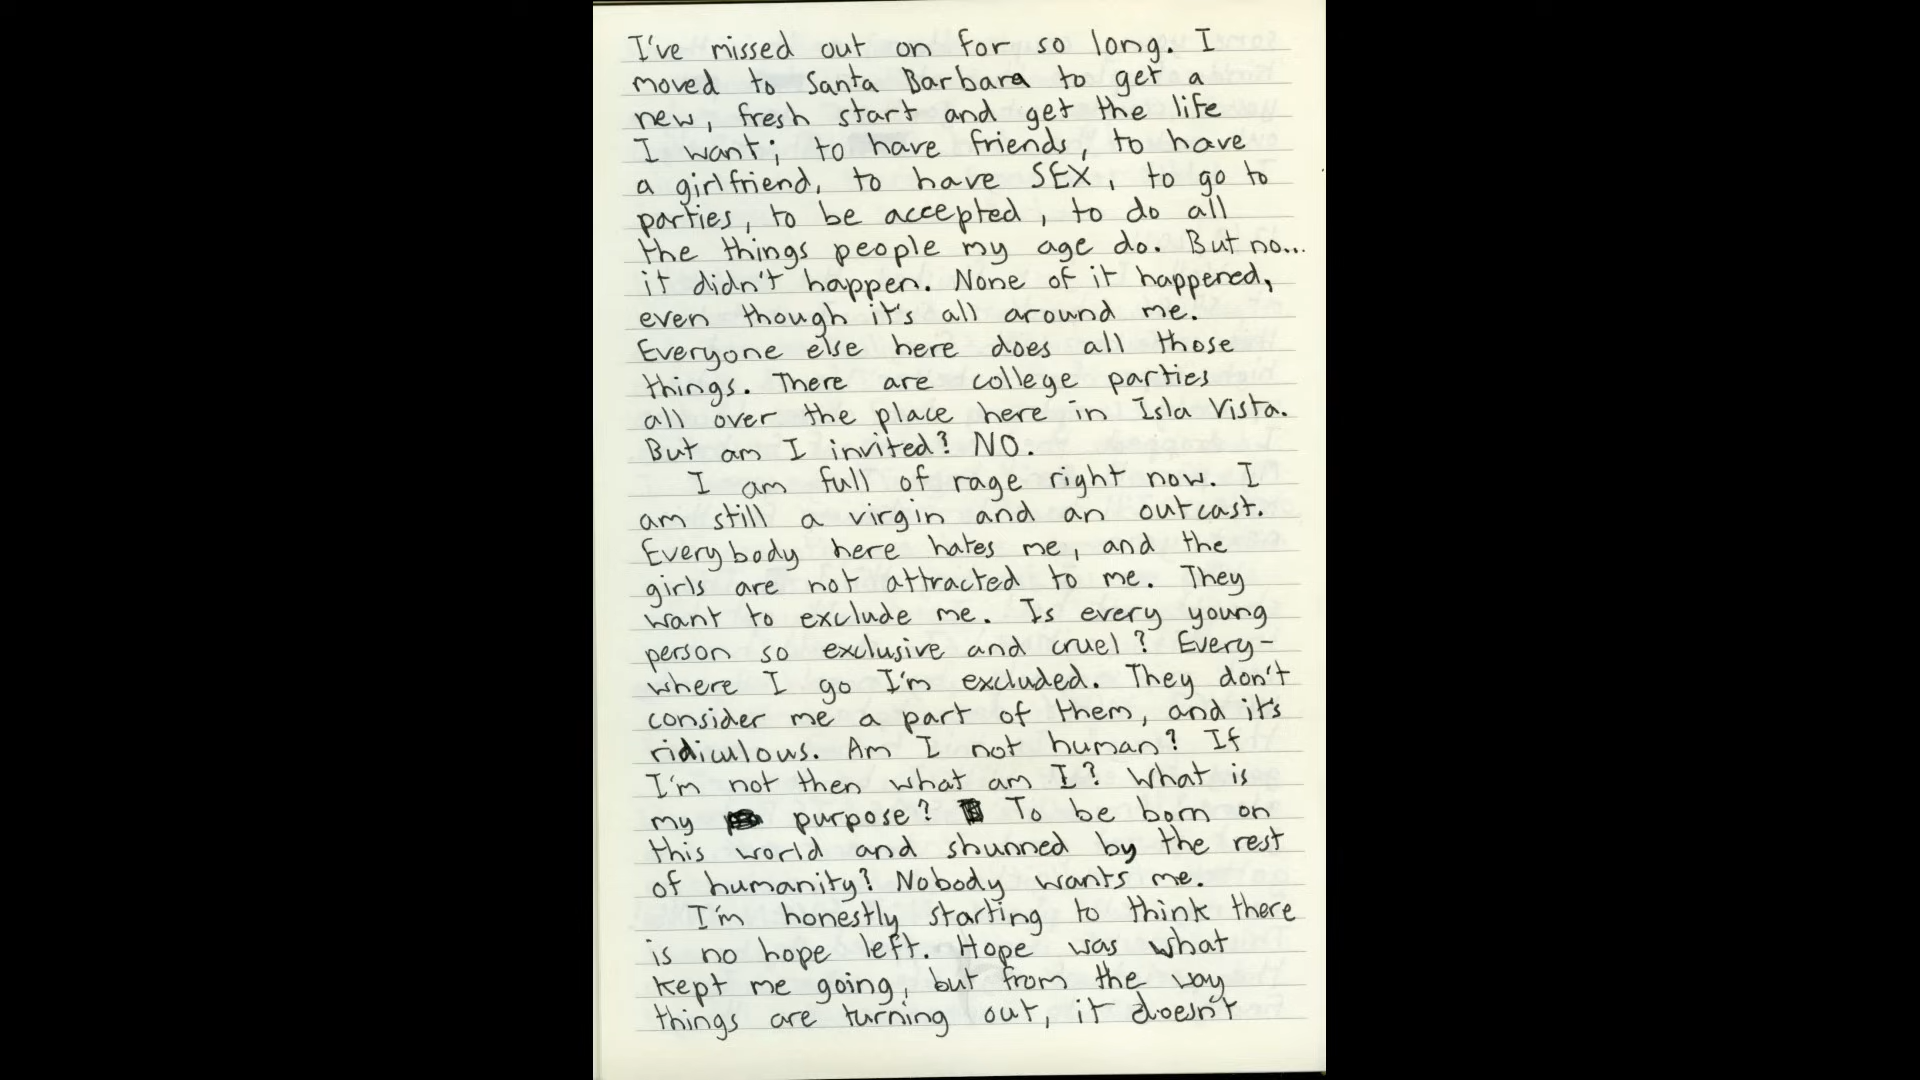 I've missed out on for so long. I
moved to Santa Barbara to get a
new, fresh start and get the life
I want; to have friends, to have
a girlfriend, to have SEX, to go to
parties, to be accepted, to do all
the things people my age do. But no...
it didn't happen. None of it happened,
even though it's all around me.
Everyone else here does all those
things. There are college parties
all over the place here in Isla Vista.
But am I invited? NO.
I am full of rage right now. I
am still a virgin and an outcast.
Everybody here hates me, and the
girls are not attracted to me. They
want to exclude me. Is every young
person so exclusive and cruel? Every-
where I go I'm excluded. They don't
consider me a part of them, and it's
ridiculous. Am I not human? If
I'm not then what am I? What is
my purpose? To be born on
this world and shunned by the rest
of humanity? Nobody wants me.
I'm honestly starting to think there
is no hope left. Hope was what
kept me going, but from the way
things are turning out, it doesn't